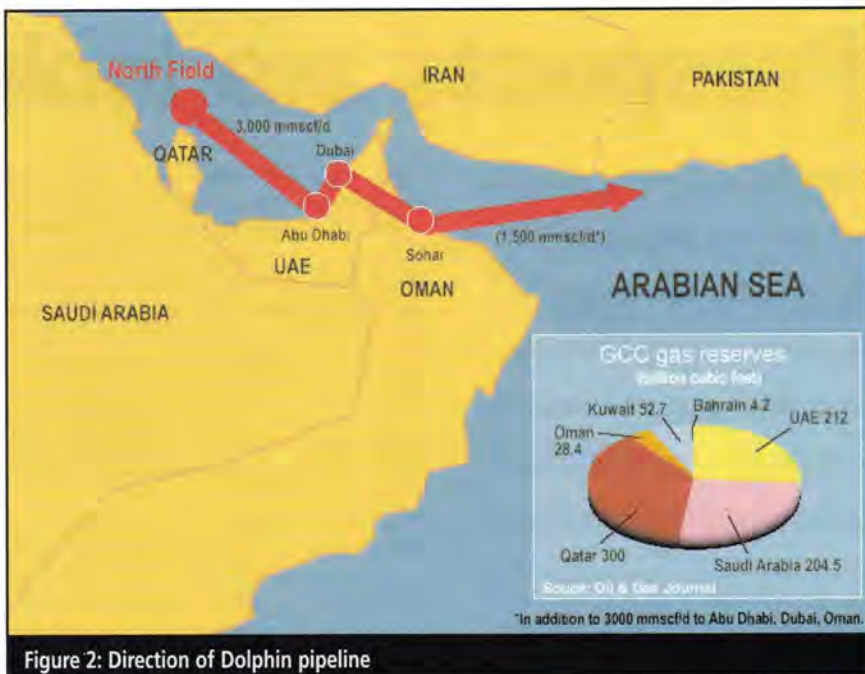 North Field
IRAN
PAKISTAN
3,000 mmscf/d
QATAR
Dubai
Abu Dhabi
Sohar
(1,500 mmscf/d*)
UAE
OMAN
ARABIAN SEA
SAUDI ARABIA
GCC gas reserves
cubic feet)
Kuwait 52.7
Bahrain 4.2
UAE 212
Oman
28.4
Qatar 300
Saudi Arabia 204.5
Oil & Gas Journal
*In addition to 3000 mmscf/d to Abu Dhabi, Dubai, Oman.
Figure 2: Direction of Dolphin pipeline